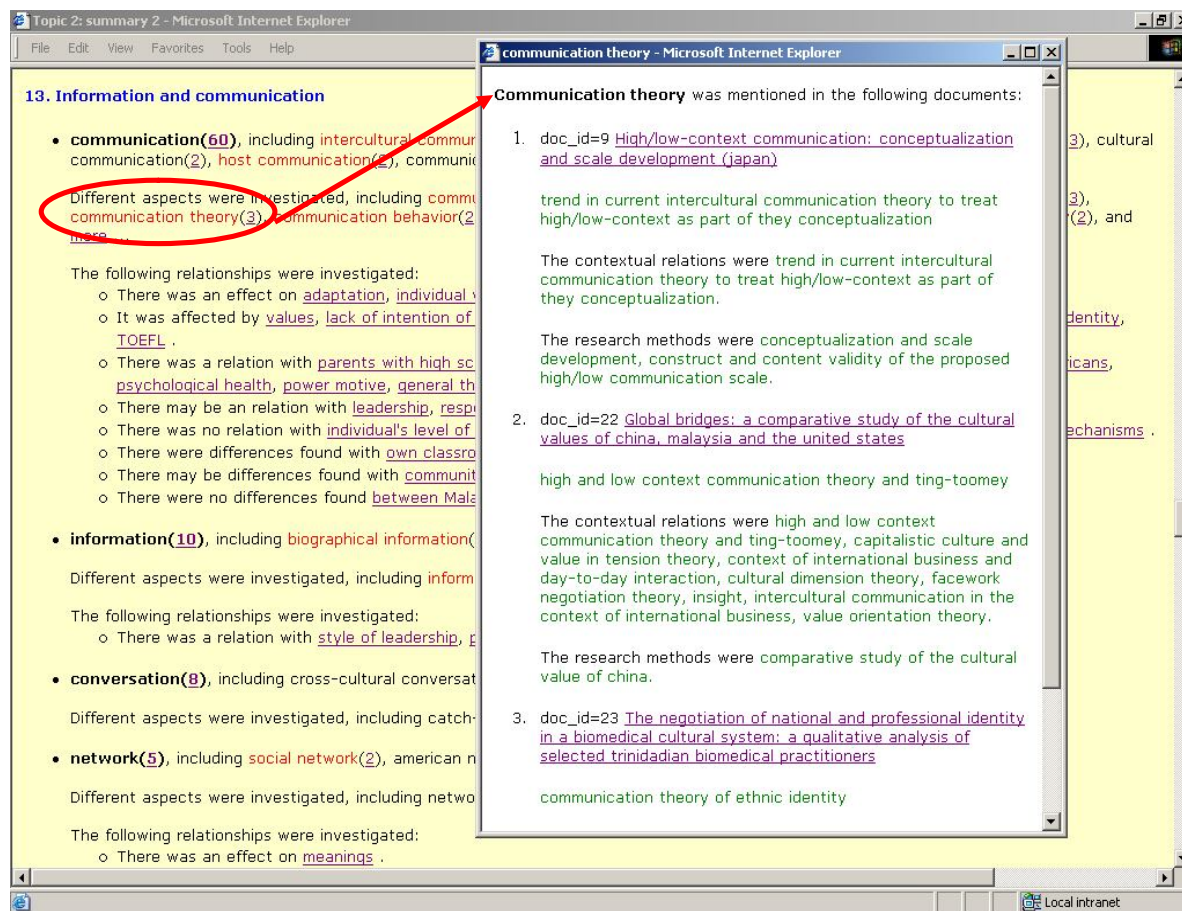 Topic 2: summary 2 - Microsoft Internet Explorer
File Edit View Favorites Tools Help
13. Information and communication
• communication(60), including intercultural commun
3), cultural
communication(2), host communication(2), communic
Different aspects were investigated, including commu
3),
communication theory(3), communication behavior(2
(2), and
more ...
The following relationships were investigated:
o There was an effect on adaptation, individual v
o It was affected by values, lack of intention of
dentity,
TOEFL .
o There was a relation with parents with high sc
icans,
psychological health, power motive, general th
o There may be an relation with leadership, respo
o There was no relation with individual's level of
echanisms .
o There were differences found with own classro
o There may be differences found with communit
o There were no differences found between Mala
• information(10), including biographical information(
Different aspects were investigated, including inform
The following relationships were investigated:
o There was a relation with style of leadership, p
• conversation(8), including cross-cultural conversat
Different aspects were investigated, including catch-
• network(5), including social network(2), american n
Different aspects were investigated, including netwo
The following relationships were investigated:
o There was an effect on meanings .
communication theory - Microsoft Internet Explorer
Communication theory was mentioned in the following documents:
1. doc_id=9 High/low-context communication: conceptualization
and scale development (japan)
trend in current intercultural communication theory to treat
high/low-context as part of they conceptualization
The contextual relations were trend in current intercultural
communication theory to treat high/low-context as part of
they conceptualization.
The research methods were conceptualization and scale
development, construct and content validity of the proposed
high/low communication scale.
2. doc_id=22 Global bridges: a comparative study of the cultural
values of china, malaysia and the united states
high and low context communication theory and ting-toomey
The contextual relations were high and low context
communication theory and ting-toomey, capitalistic culture and
value in tension theory, context of international business and
day-to-day interaction, cultural dimension theory, facework
negotiation theory, insight, intercultural communication in the
context of international business, value orientation theory.
The research methods were comparative study of the cultural
value of china.
3. doc_id=23 The negotiation of national and professional identity
in a biomedical cultural system: a qualitative analysis of
selected trinidadian biomedical practitioners
communication theory of ethnic identity
Local intranet